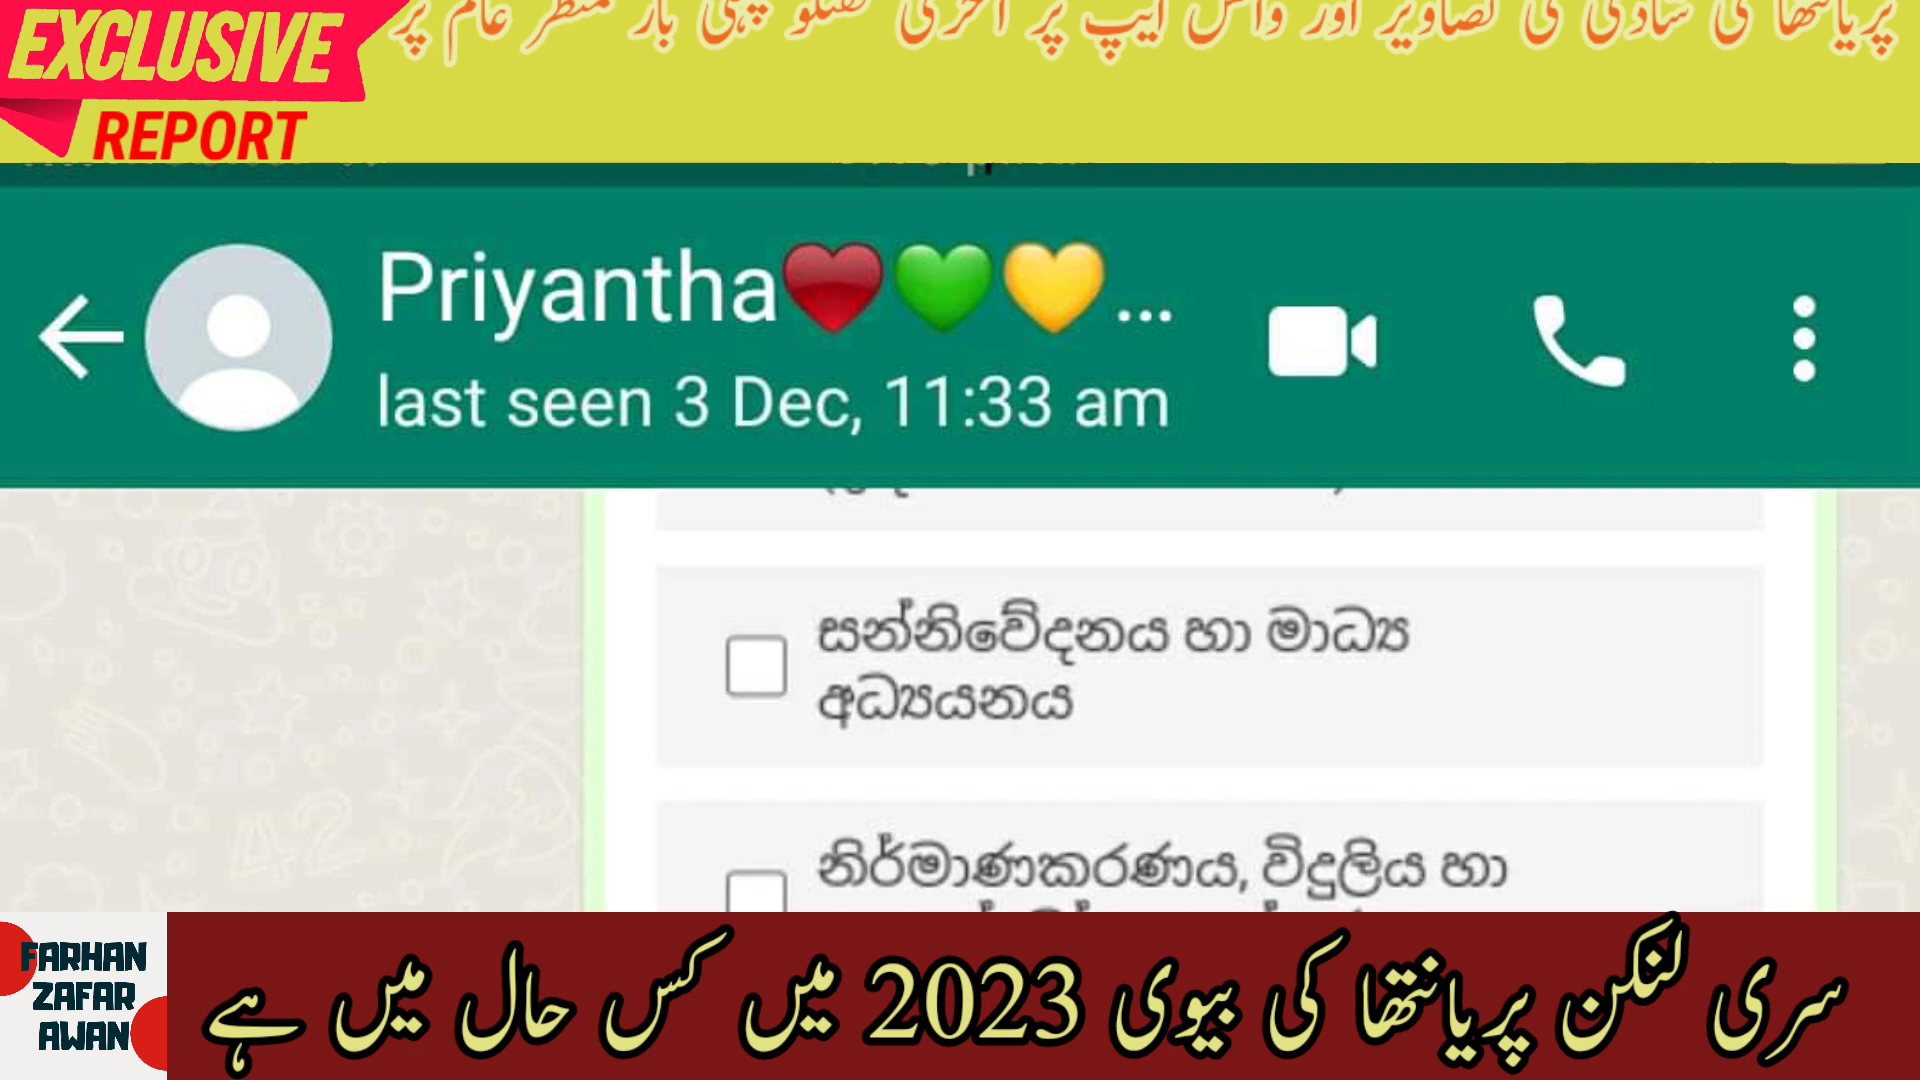 EXCLUSIVE
REPORT
پریانتھا کی شادی کی تصاویر اور واٹس ایپ پر آخری گفتگو پہلی بار منظر عام پر
Priyantha❤️💚💛...
last seen 3 Dec, 11:33 am
සන්නිවේදනය හා මාධ්‍ය
අධ්‍යයනය
නිර්මාණකරණය, විදුලිය හා
FARHAN
ZAFAR
AWAN
سری لنکن پریانتھا کی بیوی 2023 میں کس حال میں ہے